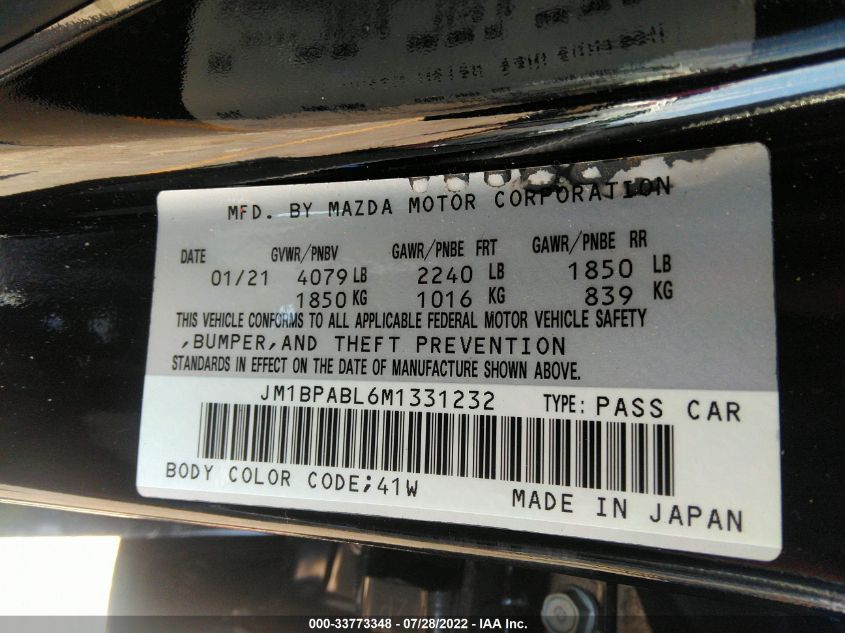 MFD. BY MAZDA MOTOR CORPORATION
DATE GVWR/PNBV GAWR/PNBE FRT GAWR/PNBE RR
01/21 4079 LB 2240 LB 1850 LB
1850 KG 1016 KG 839 KG
THIS VEHICLE CONFORMS TO ALL APPLICABLE FEDERAL MOTOR VEHICLE SAFETY
,BUMPER,AND THEFT PREVENTION
STANDARDS IN EFFECT ON THE DATE OF MANUFACTURE SHOWN ABOVE.
JM1BPABL6M1331232 TYPE: PASS CAR
BODY COLOR CODE;41W
MADE IN JAPAN
000-33773348 - 07/28/2022 - IAA Inc.